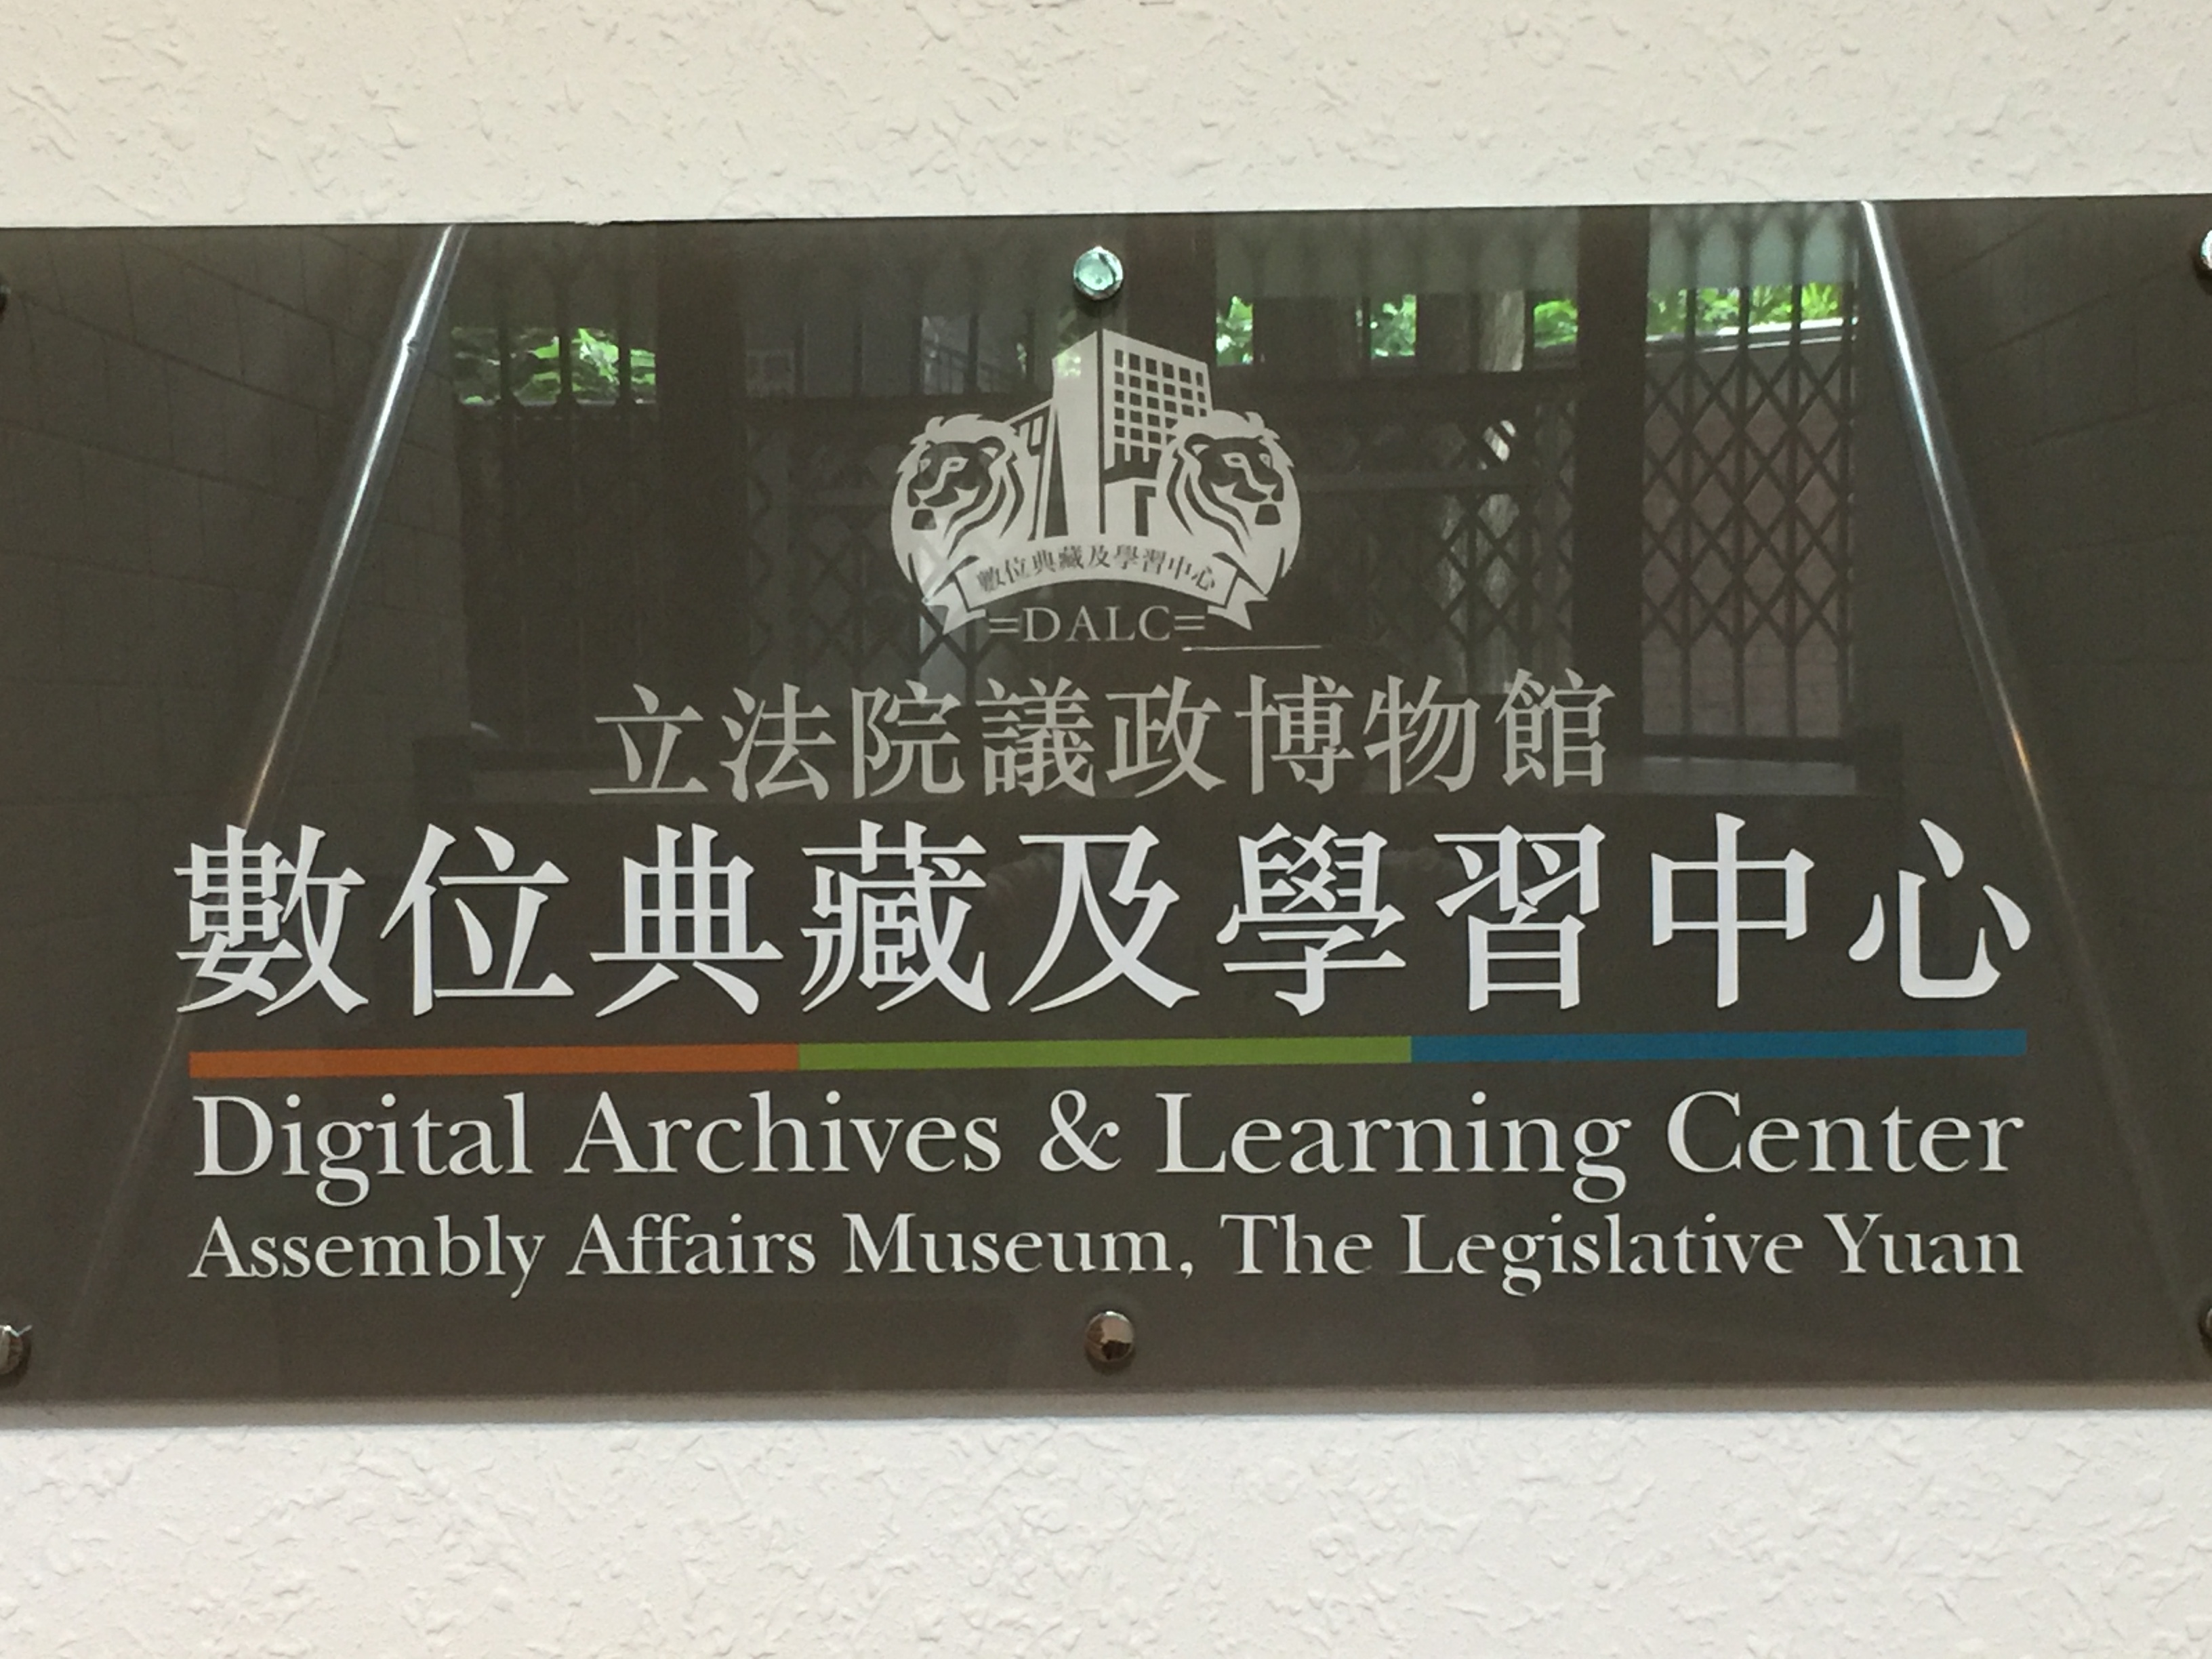 數位典藏及學習中心
=DALC=
立法院議政博物館
數位典藏及學習中心
Digital Archives & Learning Center
Assembly Affairs Museum, The Legislative Yuan